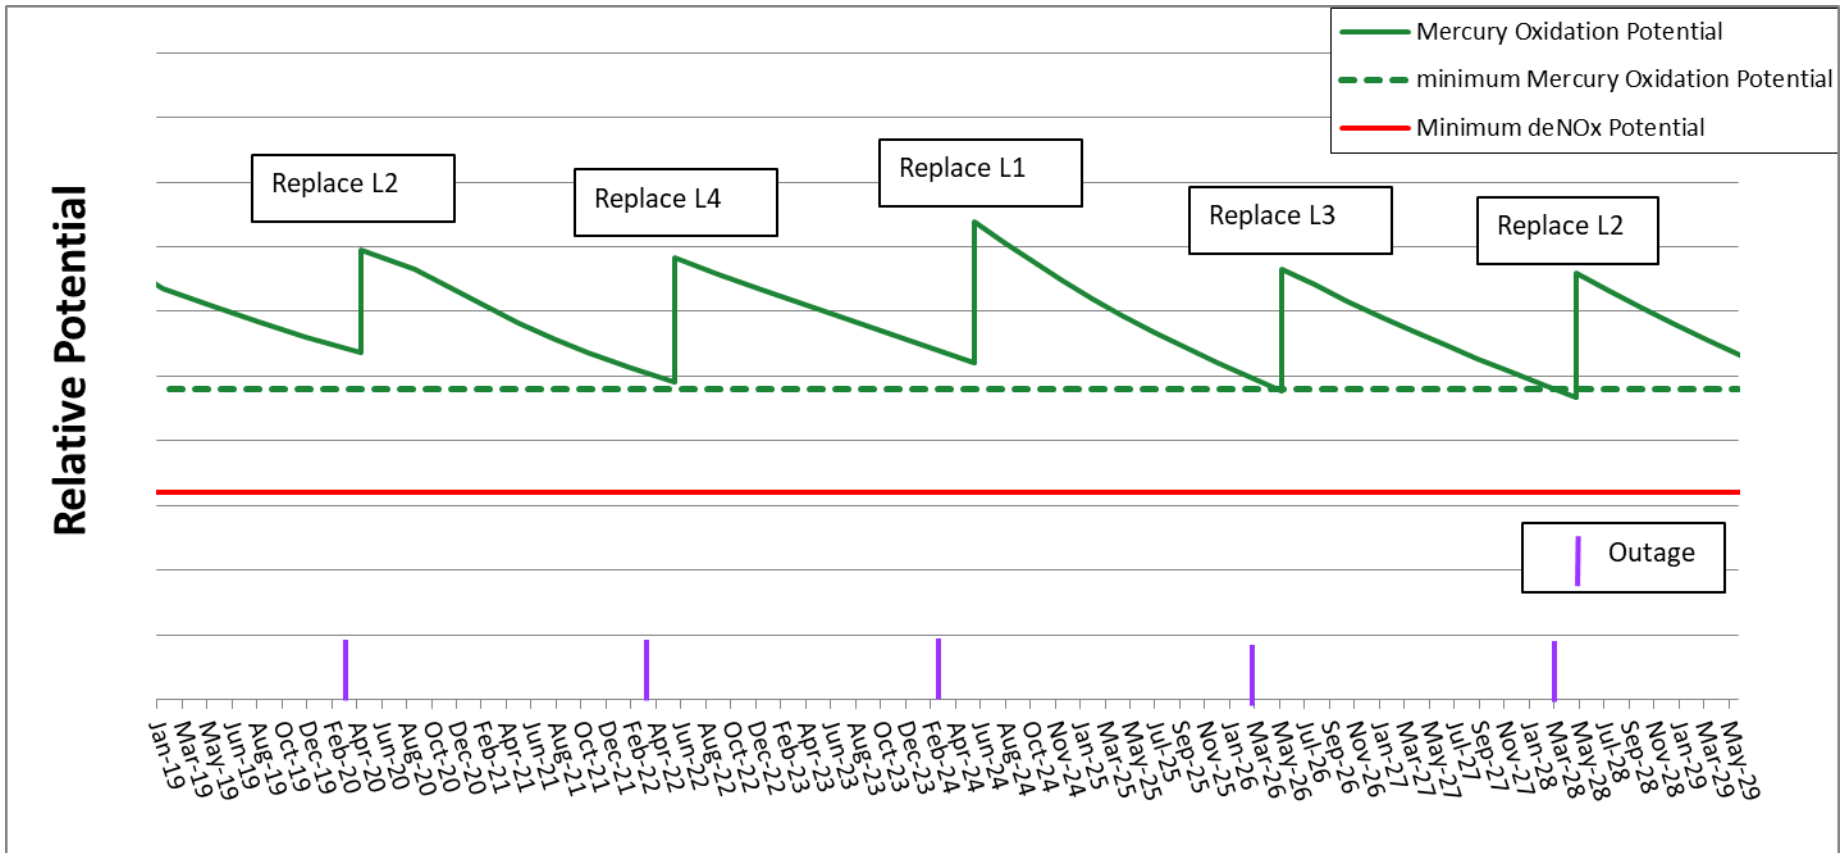 Mercury Oxidation Potential
minimum Mercury Oxidation Potential
Minimum deNOx Potential
Replace L2
Replace L4
Replace L1
Replace L3
Replace L2
Relative Potential
Outage
Jan-19
Mar-19
May-19
Jun-19
Aug-19
Oct-19
Dec-19
Feb-20
Apr-20
Jun-20
Aug-20
Oct-20
Dec-20
Feb-21
Apr-21
Jun-21
Aug-21
Oct-21
Dec-21
Feb-22
Apr-22
Jun-22
Aug-22
Oct-22
Dec-22
Feb-23
Apr-23
Jun-23
Aug-23
Oct-23
Dec-23
Feb-24
Apr-24
Jun-24
Aug-24
Oct-24
Nov-24
Jan-25
Mar-25
May-25
Jul-25
Sep-25
Nov-25
Jan-26
Mar-26
May-26
Jul-26
Sep-26
Nov-26
Jan-27
Mar-27
May-27
Jul-27
Sep-27
Nov-27
Jan-28
Mar-28
May-28
Jul-28
Sep-28
Nov-28
Jan-29
Mar-29
May-29